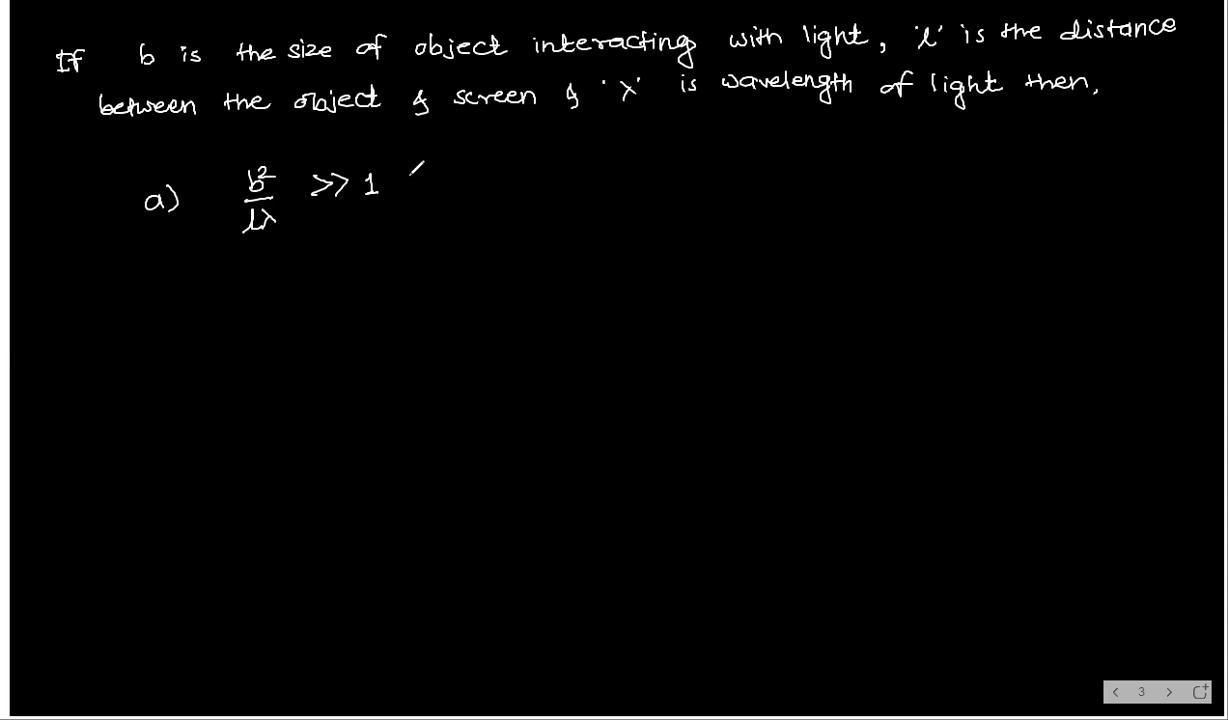 If b is the size of object interacting with light, 'l' is the distance
between the object & screen & 'λ' is wavelength of light then,
a) b²/lλ >> 1
< 3 >